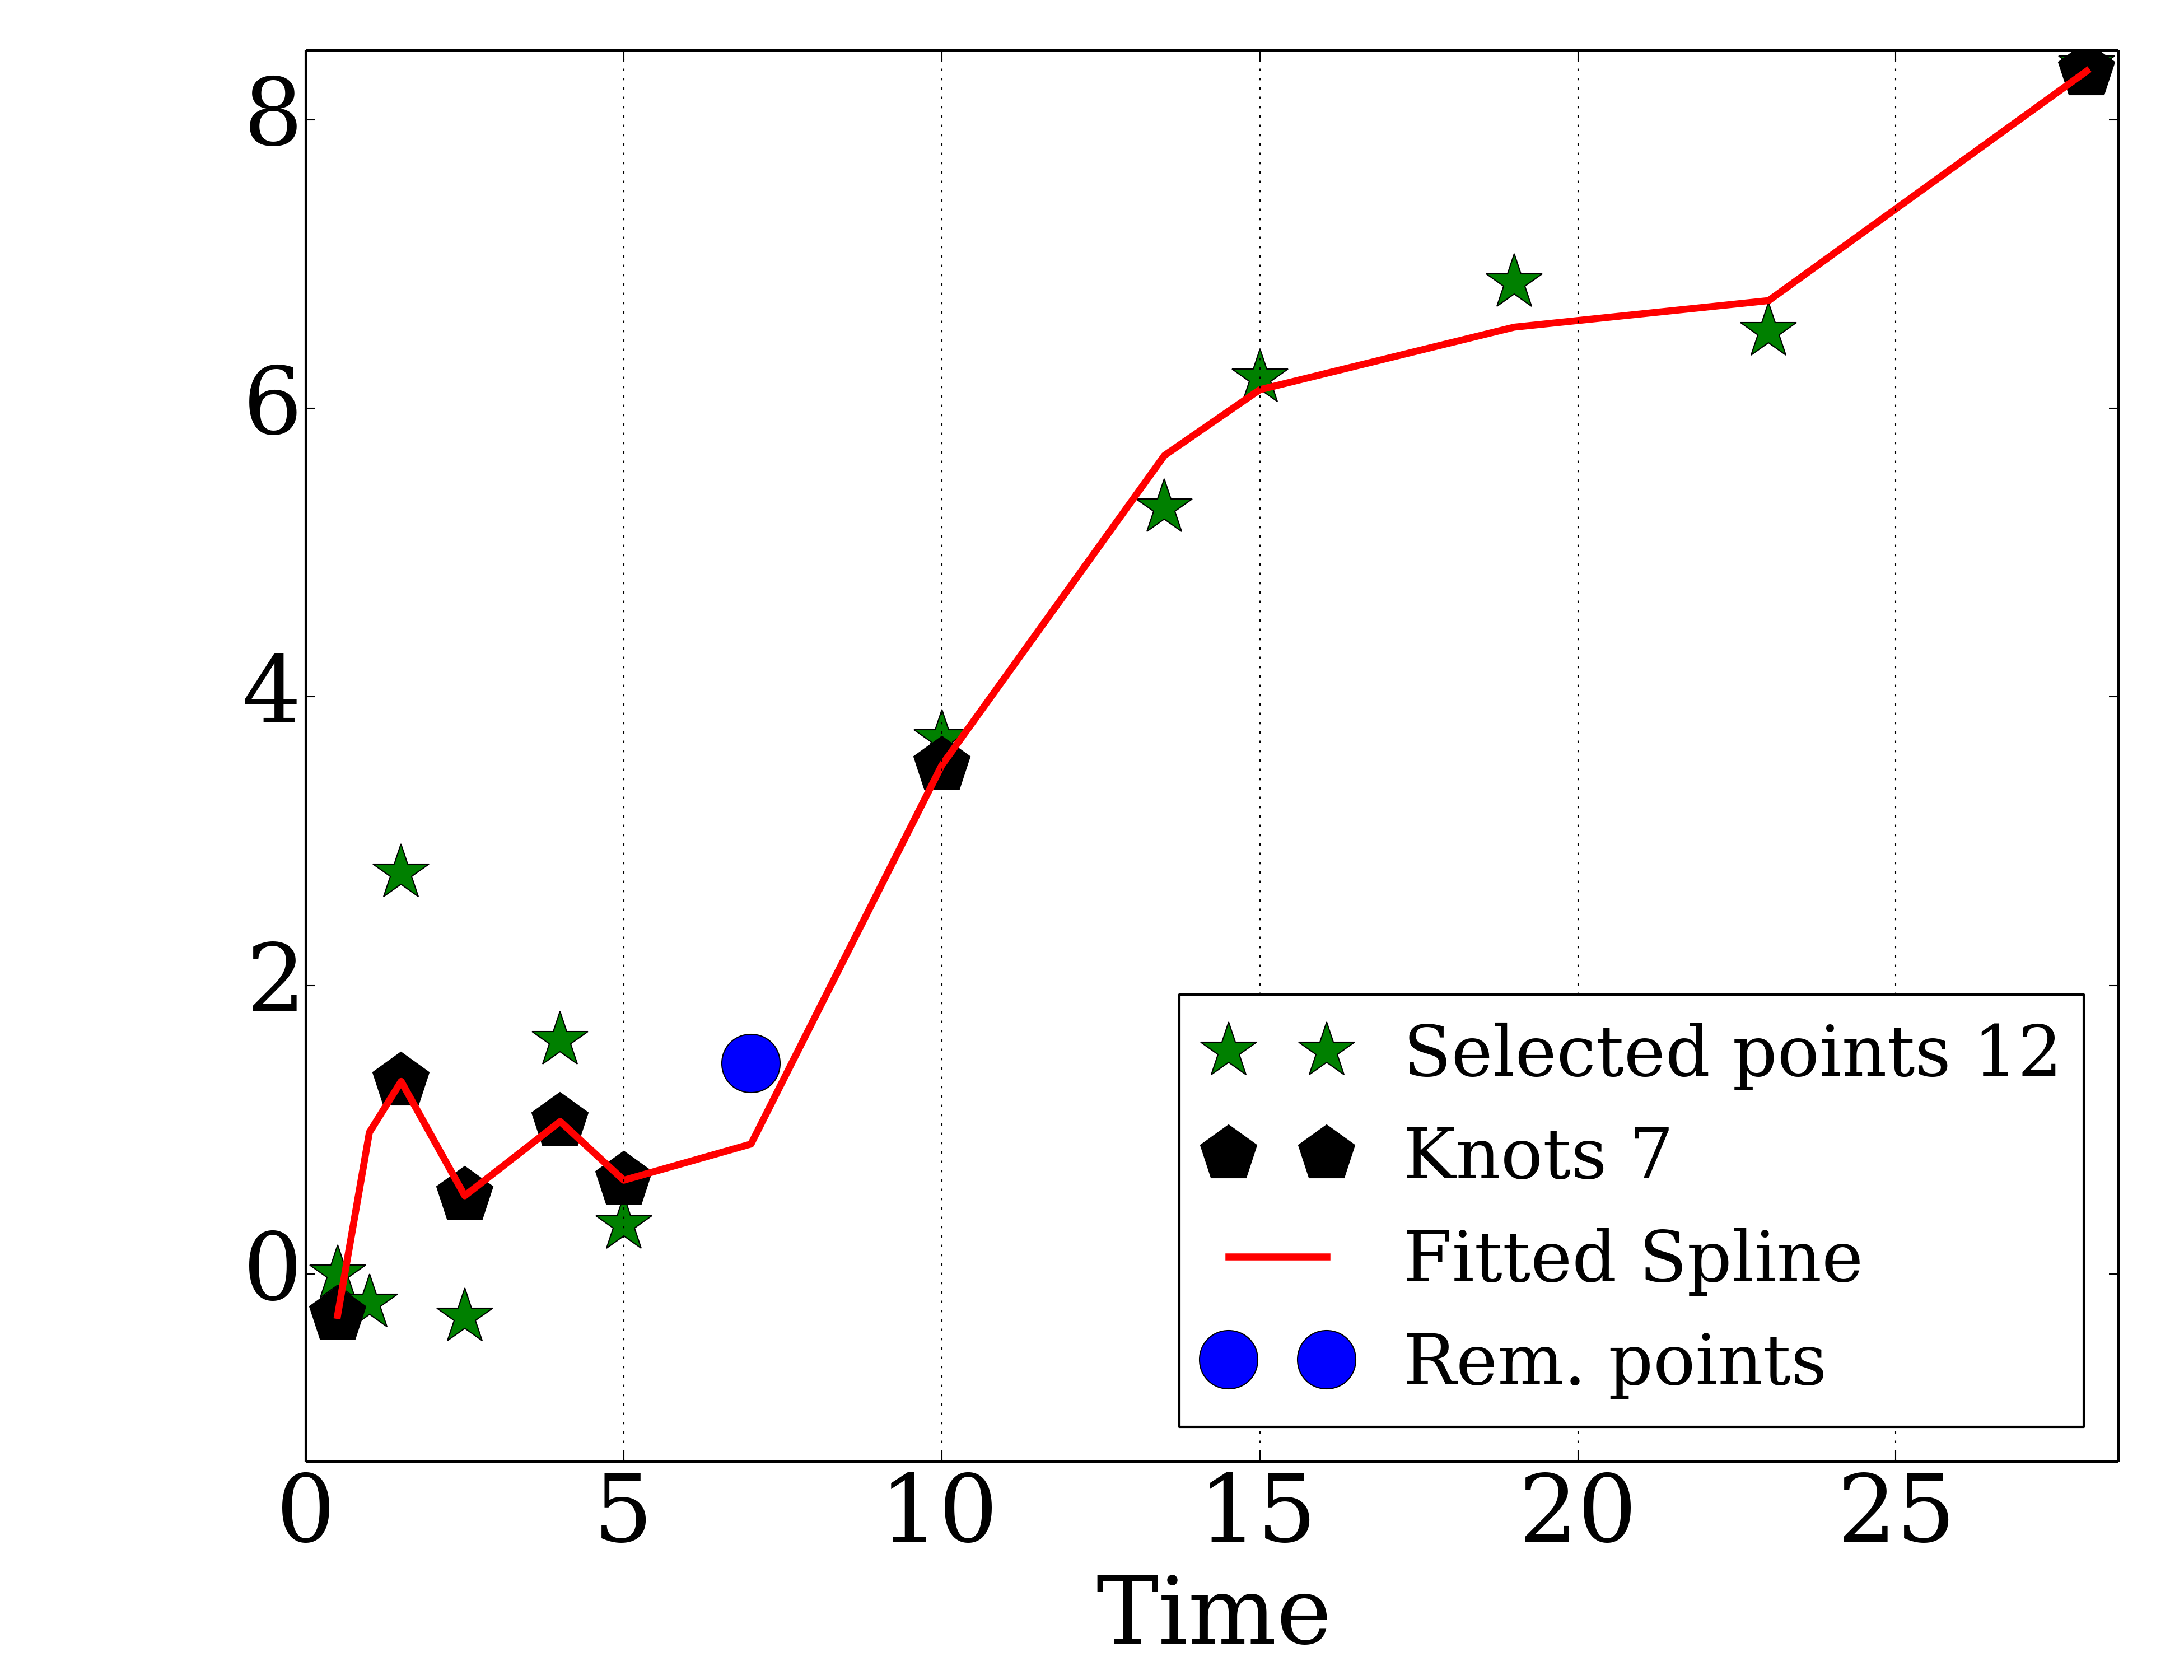 8
6
4
2
0
0 5 10 15 20 25
Time
Selected points 12
Knots 7
Fitted Spline
Rem. points